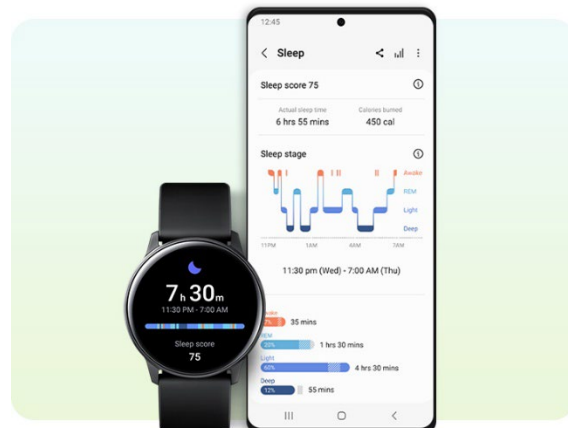 12:45
Sleep
Sleep score 75
Actual sleep time Calories burned
6 hrs 55 mins 450 cal
Sleep stage
Awake
REM
Light
Deep
11PM 1AM 4AM 7AM
11:30 pm (Wed) - 7:00 AM (Thu)
Awake
7% 35 mins
REM
20% 1 hrs 30 mins
Light
60% 4 hrs 30 mins
Deep
12% 55 mins
7h 30m
11:30 PM - 7:00 AM
Sleep score
75